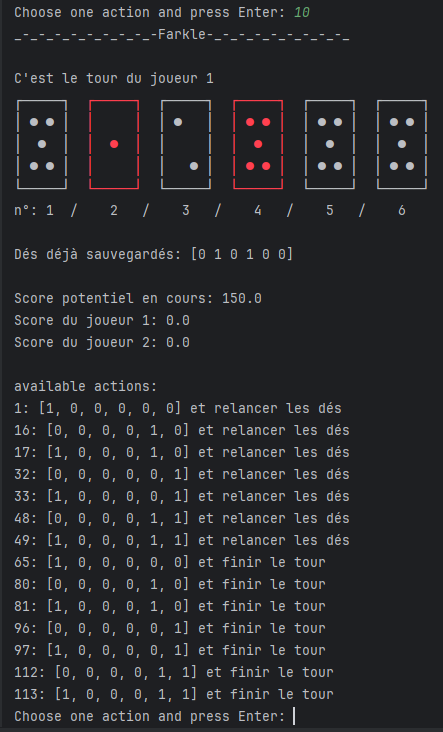 Choose one action and press Enter: 10
_-_-_-_-_-_-_-_-Farkle-_-_-_-_-_-_-_-_
C'est le tour du joueur 1
n°: 1 / 2 / 3 / 4 / 5 / 6
Dés déjà sauvegardés: [0 1 0 1 0 0]
Score potentiel en cours: 150.0
Score du joueur 1: 0.0
Score du joueur 2: 0.0
available actions:
1: [1, 0, 0, 0, 0, 0] et relancer les dés
16: [0, 0, 0, 0, 1, 0] et relancer les dés
17: [1, 0, 0, 0, 1, 0] et relancer les dés
32: [0, 0, 0, 0, 0, 1] et relancer les dés
33: [1, 0, 0, 0, 0, 1] et relancer les dés
48: [0, 0, 0, 0, 1, 1] et relancer les dés
49: [1, 0, 0, 0, 1, 1] et relancer les dés
65: [1, 0, 0, 0, 0, 0] et finir le tour
80: [0, 0, 0, 0, 1, 0] et finir le tour
81: [1, 0, 0, 0, 1, 0] et finir le tour
96: [0, 0, 0, 0, 0, 1] et finir le tour
97: [1, 0, 0, 0, 0, 1] et finir le tour
112: [0, 0, 0, 0, 1, 1] et finir le tour
113: [1, 0, 0, 0, 1, 1] et finir le tour
Choose one action and press Enter: